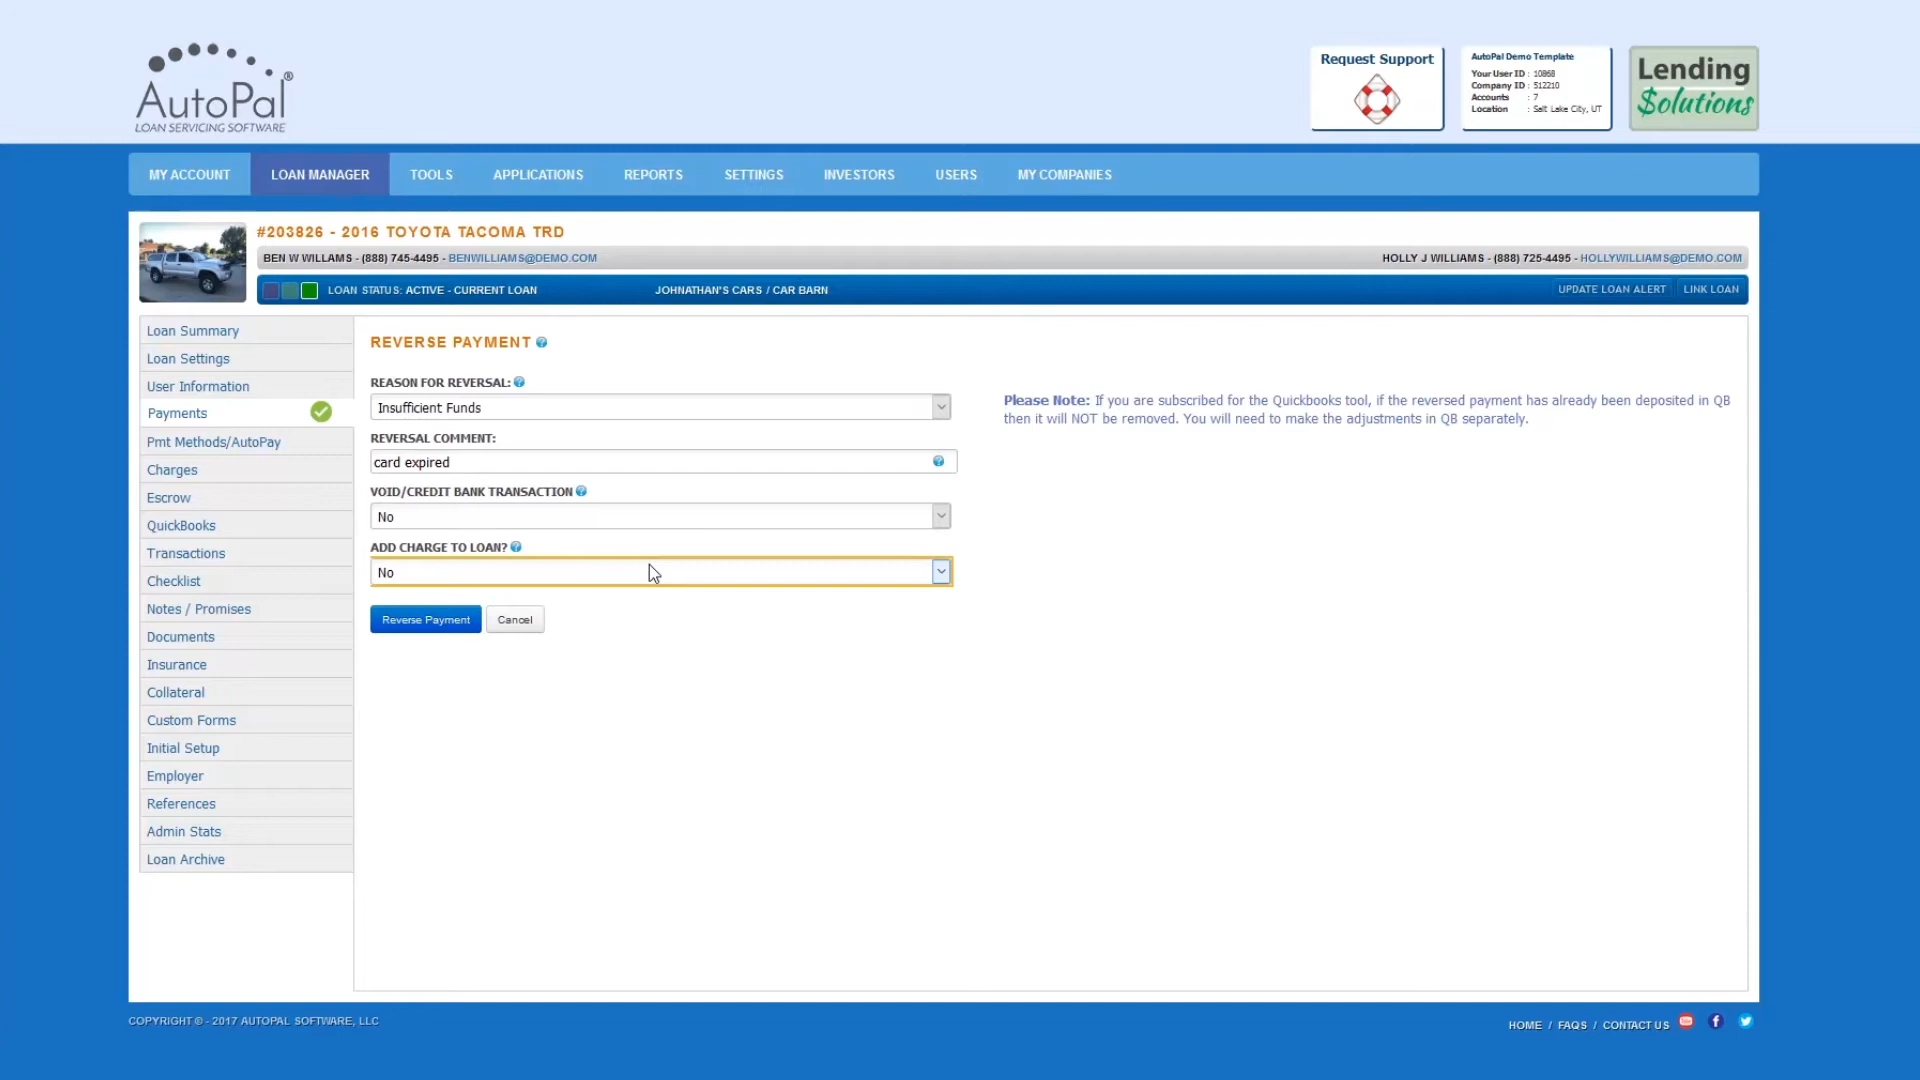 AutoPal®
LOAN SERVICING SOFTWARE
Request Support
AutoPal Demo Template
Your User ID : 10868
Company ID : 512210
Accounts : 7
Location : Salt Lake City, UT
Lending
$olutions
MY ACCOUNT LOAN MANAGER TOOLS APPLICATIONS REPORTS SETTINGS INVESTORS USERS MY COMPANIES
#203826 - 2016 TOYOTA TACOMA TRD
BEN W WILLAMS - (888) 745-4495 - BENWILLIAMS@DEMO.COM HOLLY J WILLIAMS - (888) 725-4495 - HOLLYWILLIAMS@DEMO.COM
LOAN STATUS: ACTIVE - CURRENT LOAN JOHNATHAN'S CARS / CAR BARN UPDATE LOAN ALERT LINK LOAN
Loan Summary
Loan Settings
User Information
Payments
Pmt Methods/AutoPay
Charges
Escrow
QuickBooks
Transactions
Checklist
Notes / Promises
Documents
Insurance
Collateral
Custom Forms
Initial Setup
Employer
References
Admin Stats
Loan Archive
REVERSE PAYMENT
REASON FOR REVERSAL:
Insufficient Funds
REVERSAL COMMENT:
card expired
VOID/CREDIT BANK TRANSACTION
No
ADD CHARGE TO LOAN?
No
Reverse Payment Cancel
Please Note: If you are subscribed for the Quickbooks tool, if the reversed payment has already been deposited in QB
then it will NOT be removed. You will need to make the adjustments in QB separately.
COPYRIGHT © - 2017 AUTOPAL SOFTWARE, LLC
HOME / FAQS / CONTACT US